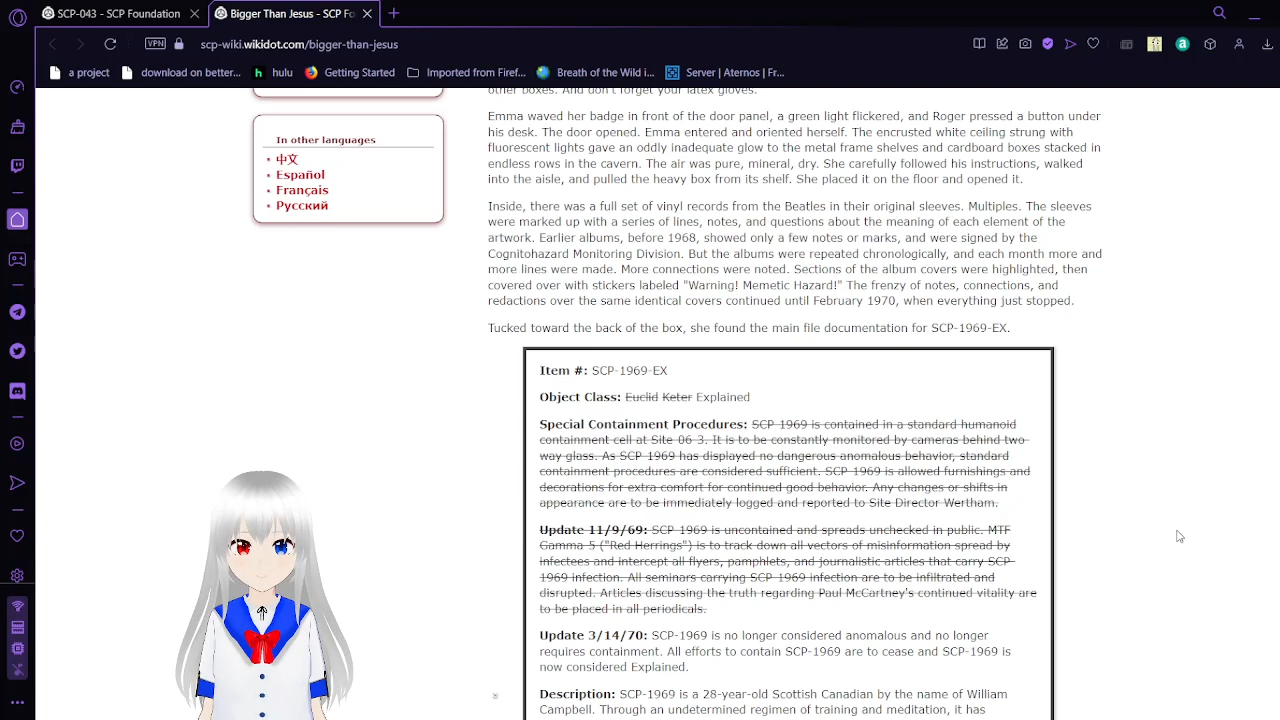 SCP-043 - SCP Foundation
Bigger Than Jesus - SCP Fo
VPN
scp-wiki.wikidot.com/bigger-than-jesus
a project
download on better...
hulu
Getting Started
Imported from Firef...
Breath of the Wild i...
Server | Aternos | Fr...
other boxes. And don't forget your latex gloves.
In other languages
中文
Español
Français
Русский
Emma waved her badge in front of the door panel, a green light flickered, and Roger pressed a button under
his desk. The door opened. Emma entered and oriented herself. The encrusted white ceiling strung with
fluorescent lights gave an oddly inadequate glow to the metal frame shelves and cardboard boxes stacked in
endless rows in the cavern. The air was pure, mineral, dry. She carefully followed his instructions, walked
into the aisle, and pulled the heavy box from its shelf. She placed it on the floor and opened it.
Inside, there was a full set of vinyl records from the Beatles in their original sleeves. Multiples. The sleeves
were marked up with a series of lines, notes, and questions about the meaning of each element of the
artwork. Earlier albums, before 1968, showed only a few notes or marks, and were signed by the
Cognitohazard Monitoring Division. But the albums were repeated chronologically, and each month more and
more lines were made. More connections were noted. Sections of the album covers were highlighted, then
covered over with stickers labeled "Warning! Memetic Hazard!" The frenzy of notes, connections, and
redactions over the same identical covers continued until February 1970, when everything just stopped.
Tucked toward the back of the box, she found the main file documentation for SCP-1969-EX.
Item #: SCP-1969-EX
Object Class: Euclid Keter Explained
Special Containment Procedures: SCP-1969 is contained in a standard humanoid
containment cell at Site 06-3. It is to be constantly monitored by cameras behind two-
way glass. As SCP-1969 has displayed no dangerous anomalous behavior, standard
containment procedures are considered sufficient. SCP-1969 is allowed furnishings and
decorations for extra comfort for continued good behavior. Any changes or shifts in
appearance are to be immediately logged and reported to Site Director Wertham.
Update 11/9/69: SCP-1969 is uncontained and spreads unchecked in public. MTF
Gamma-5 ("Red Herrings") is to track down all vectors of misinformation spread by
infectees and intercept all flyers, pamphlets, and journalistic articles that carry SCP-
1969 infection. All seminars carrying SCP-1969 infection are to be infiltrated and
disrupted. Articles discussing the truth regarding Paul McCartney's continued vitality are
to be placed in all periodicals.
Update 3/14/70: SCP-1969 is no longer considered anomalous and no longer
requires containment. All efforts to contain SCP-1969 are to cease and SCP-1969 is
now considered Explained.
Description: SCP-1969 is a 28-year-old Scottish Canadian by the name of William
Campbell. Through an undetermined regimen of training and meditation, it has